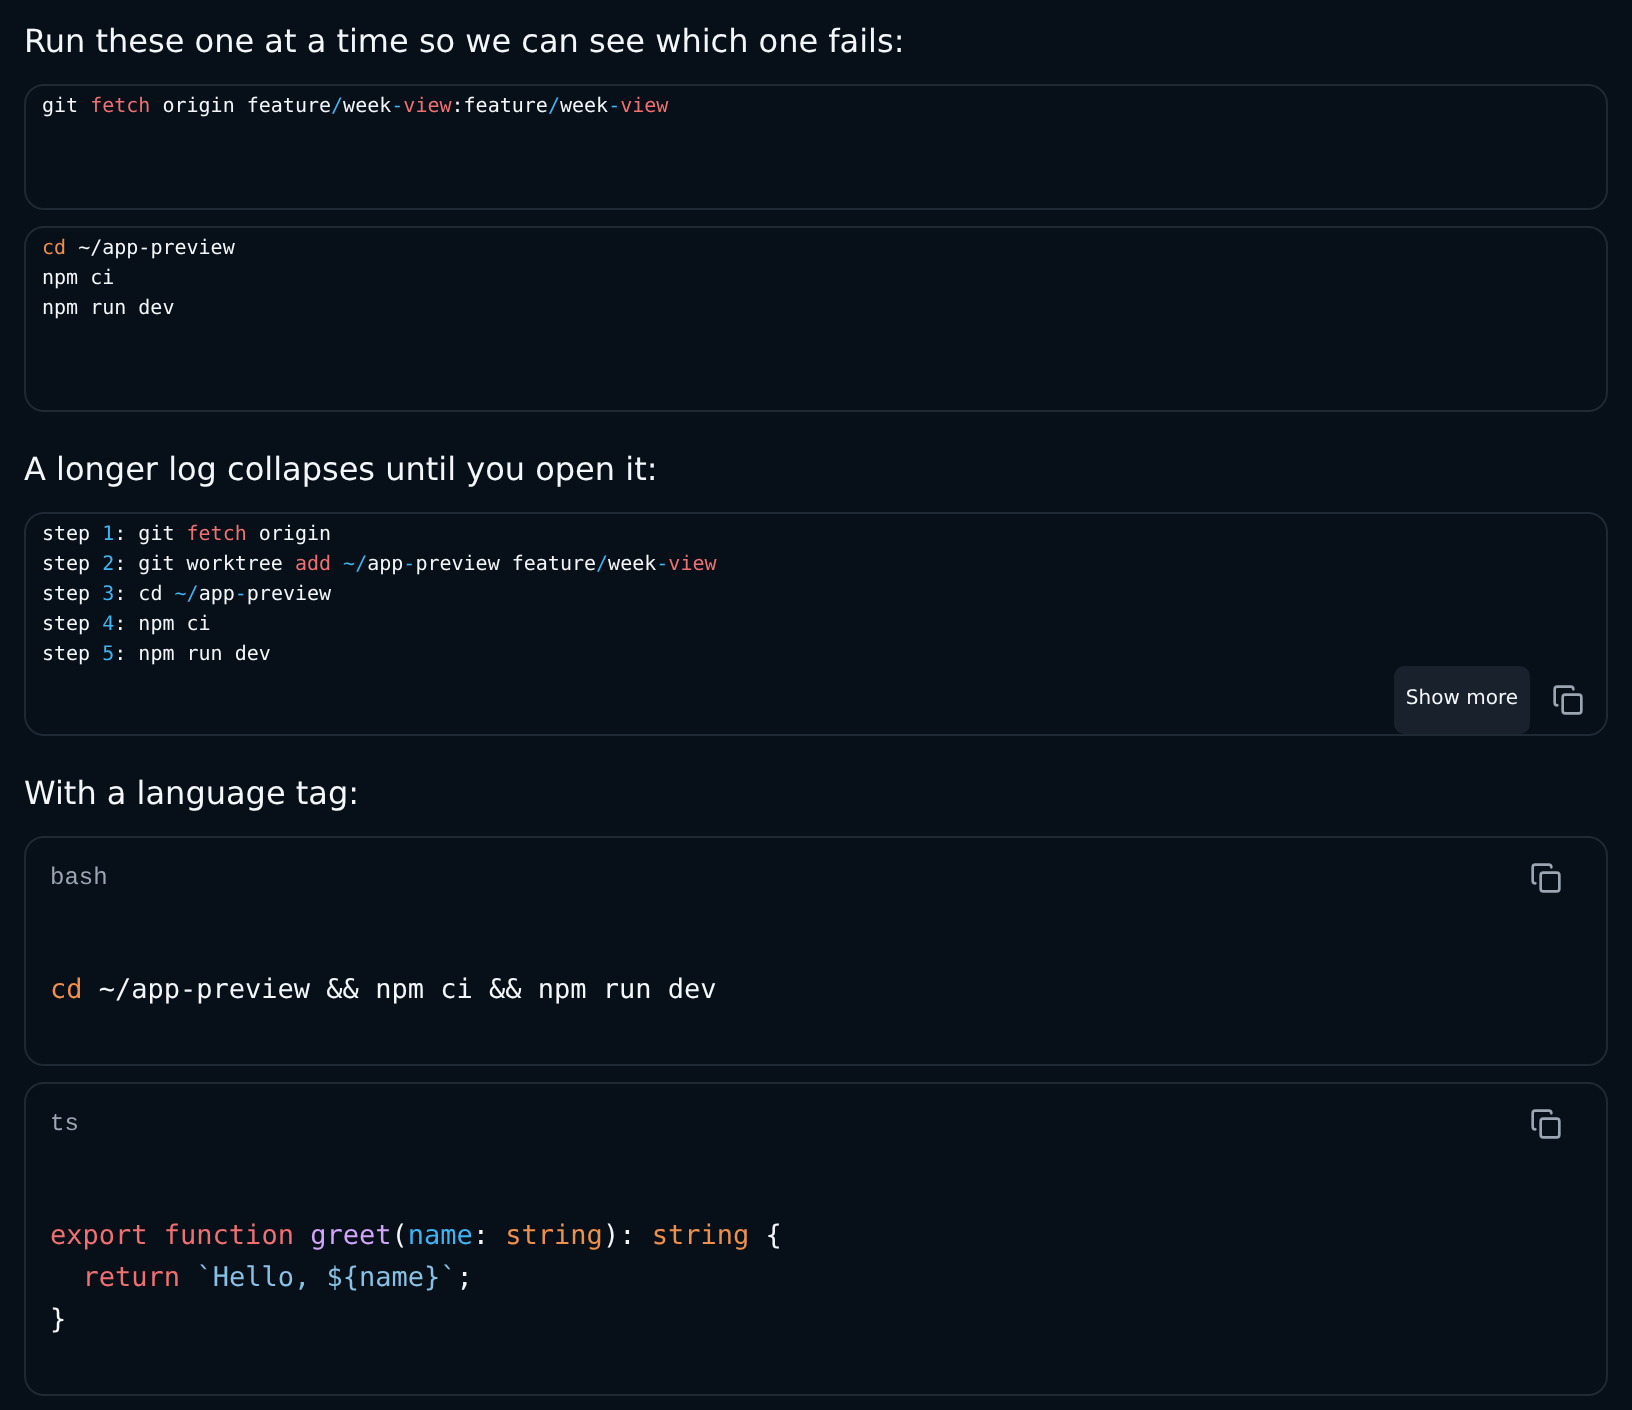 Run these one at a time so we can see which one fails:
git fetch origin feature/week-view:feature/week-view
cd ~/app-preview
npm ci
npm run dev
A longer log collapses until you open it:
step 1: git fetch origin
step 2: git worktree add ~/app-preview feature/week-view
step 3: cd ~/app-preview
step 4: npm ci
step 5: npm run dev
Show more
With a language tag:
bash
cd ~/app-preview && npm ci && npm run dev
ts
export function greet(name: string): string {
  return `Hello, ${name}`;
}